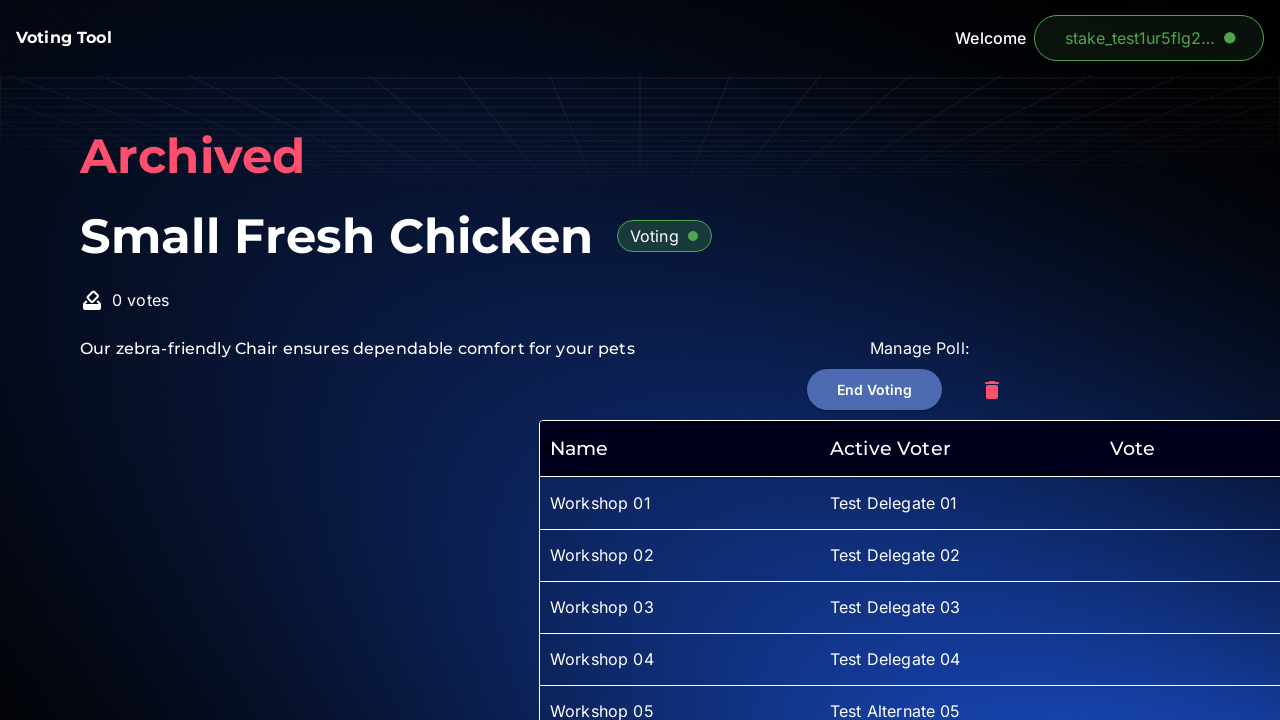 Voting Tool
Welcome stake_test1ur5flg2...
Archived
Small Fresh Chicken Voting
0 votes
Our zebra-friendly Chair ensures dependable comfort for your pets
Manage Poll:
End Voting
Name Active Voter Vote
Workshop 01 Test Delegate 01
Workshop 02 Test Delegate 02
Workshop 03 Test Delegate 03
Workshop 04 Test Delegate 04
Workshop 05 Test Alternate 05